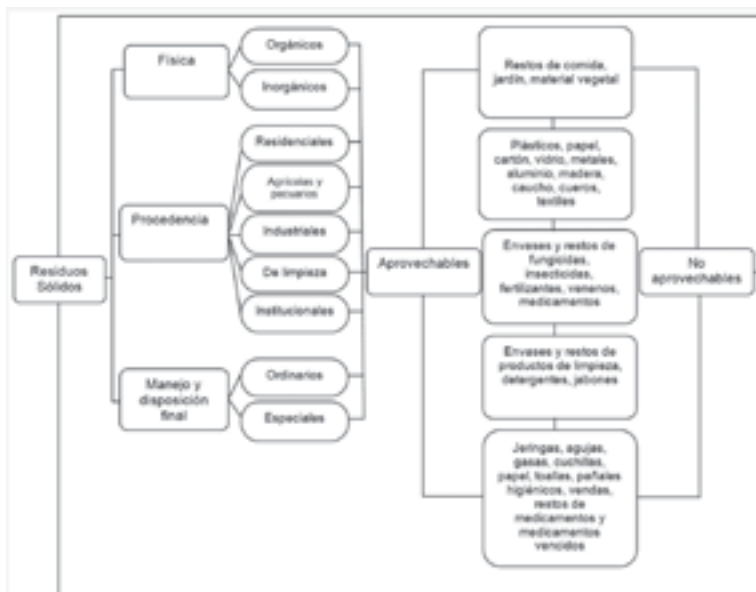 Residuos
Sólidos
Física
Procedencia
Manejo y
disposición
final
Orgánicos
Inorgánicos
Residenciales
Agrícolas y
pecuarios
Industriales
De limpieza
Institucionales
Ordinarios
Especiales
Aprovechables
Restos de comida,
jardín, material vegetal
Plásticos, papel,
cartón, vidrio, metales,
aluminio, madera,
caucho, cueros,
textiles
Envases y restos de
fungicidas,
insecticidas,
fertilizantes, venenos,
medicamentos
Envases y restos de
productos de limpieza,
detergentes, jabones
Jeringas, agujas,
gasas, cuchillas,
papel, toallas, pañales
higiénicos, vendas,
restos de
medicamentos y
medicamentos
vencidos
No
aprovechables